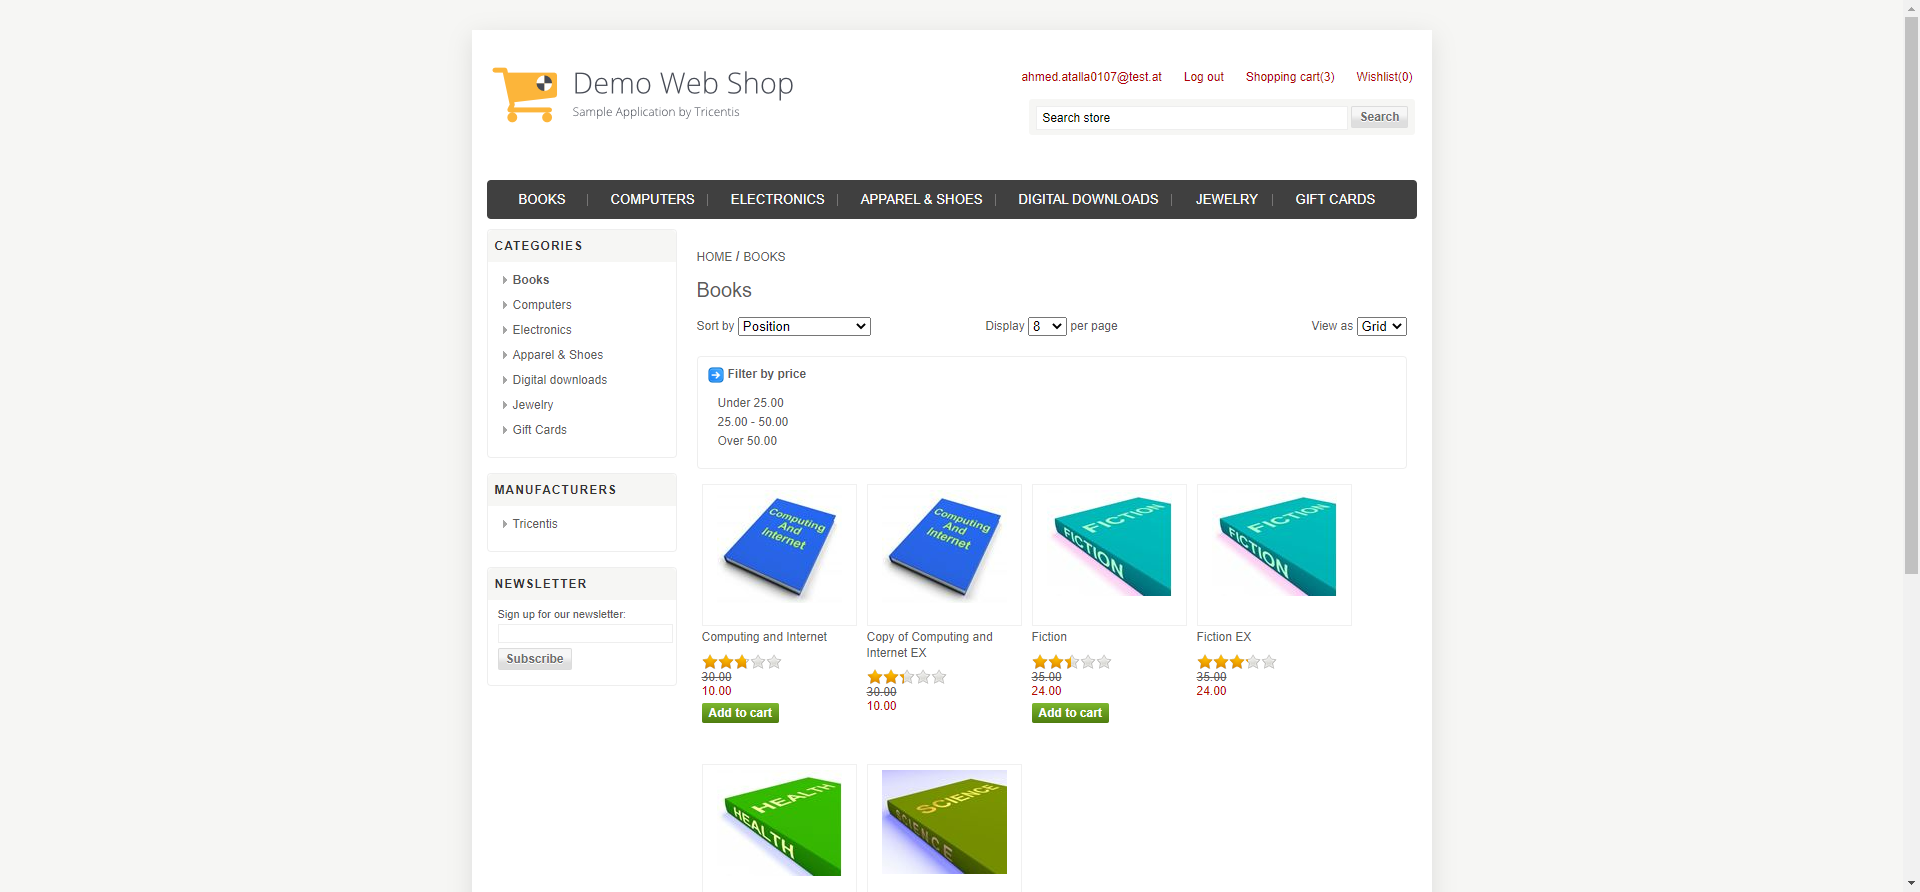 Demo Web Shop
Sample Application by Tricentis
ahmed.atalla0107@test.at Log out Shopping cart(3) Wishlist(0)
Search store Search
BOOKS COMPUTERS ELECTRONICS APPAREL & SHOES DIGITAL DOWNLOADS JEWELRY GIFT CARDS
CATEGORIES
Books
Computers
Electronics
Apparel & Shoes
Digital downloads
Jewelry
Gift Cards
MANUFACTURERS
Tricentis
NEWSLETTER
Sign up for our newsletter:
Subscribe
HOME / BOOKS
Books
Sort by Position Display 8 per page View as Grid
Filter by price
Under 25.00
25.00 - 50.00
Over 50.00
Computing
And
Internet
Computing and Internet
30.00
10.00
Add to cart
Computing
And
Internet
Copy of Computing and
Internet EX
30.00
10.00
FICTION
FICTION
Fiction
35.00
24.00
Add to cart
FICTION
FICTION
Fiction EX
35.00
24.00
HEALTH
HEALTH
SCIENCE
SCIENCE